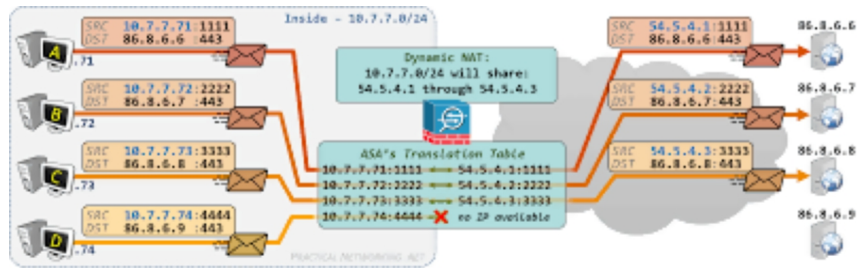 Inside - 10.7.7.0/24
SRC 10.7.7.71:1111
DST 86.8.6.6 :443
A
.71
SRC 10.7.7.72:2222
DST 86.8.6.7 :443
B
.72
SRC 10.7.7.73:3333
DST 86.8.6.8 :443
C
.73
SRC 10.7.7.74:4444
DST 86.8.6.9 :443
D
.74
Dynamic NAT:
10.7.7.0/24 will share:
54.5.4.1 through 54.5.4.3
ASA's Translation Table
10.7.7.71:1111 54.5.4.1:1111
10.7.7.72:2222 54.5.4.2:2222
10.7.7.73:3333 54.5.4.3:3333
10.7.7.74:4444 no IP available
SRC 54.5.4.1:1111
DST 86.8.6.6 :443
86.8.6.6
SRC 54.5.4.2:2222
DST 86.8.6.7:443
86.8.6.7
SRC 54.5.4.3:3333
DST 86.8.6.8:443
86.8.6.8
86.8.6.9
PRACTICAL NETWORKING .NET